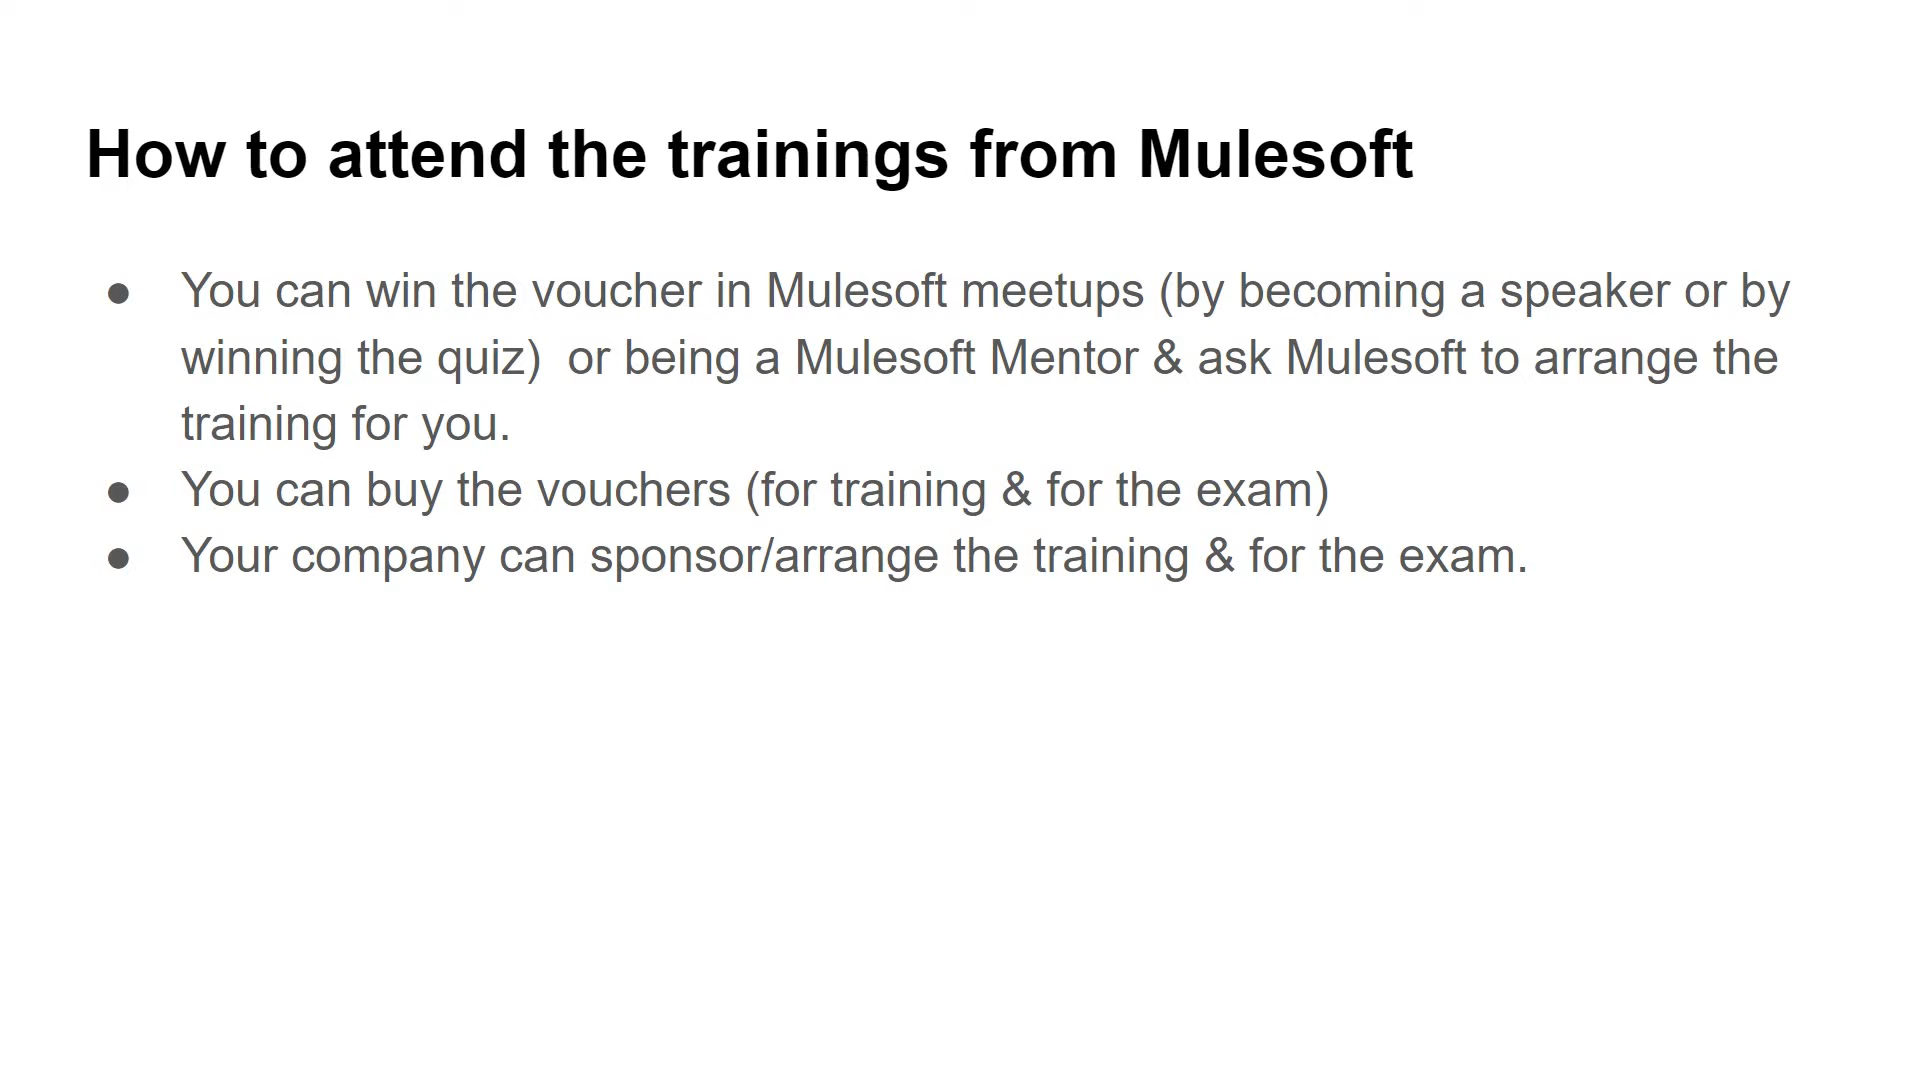 How to attend the trainings from Mulesoft
● You can win the voucher in Mulesoft meetups (by becoming a speaker or by
winning the quiz)  or being a Mulesoft Mentor & ask Mulesoft to arrange the
training for you.
● You can buy the vouchers (for training & for the exam)
● Your company can sponsor/arrange the training & for the exam.